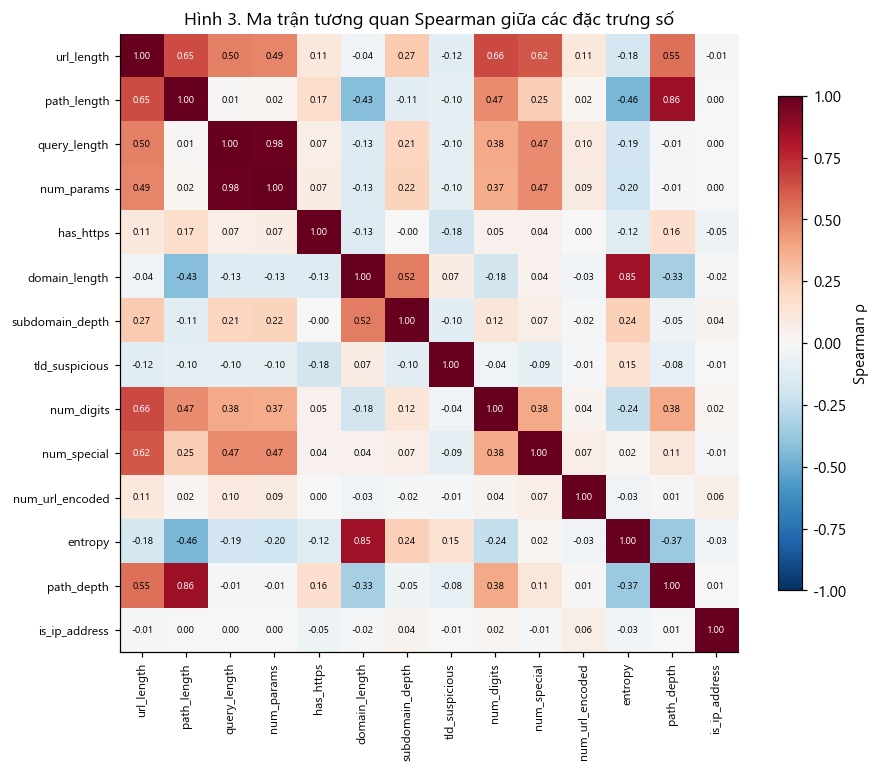 Hình 3. Ma trận tương quan Spearman giữa các đặc trưng số
url_length 1.00 0.65 0.50 0.49 0.11 -0.04 0.27 -0.12 0.66 0.62 0.11 -0.18 0.55 -0.01
path_length 0.65 1.00 0.01 0.02 0.17 -0.43 -0.11 -0.10 0.47 0.25 0.02 -0.46 0.86 0.00
query_length 0.50 0.01 1.00 0.98 0.07 -0.13 0.21 -0.10 0.38 0.47 0.10 -0.19 -0.01 0.00
num_params 0.49 0.02 0.98 1.00 0.07 -0.13 0.22 -0.10 0.37 0.47 0.09 -0.20 -0.01 0.00
has_https 0.11 0.17 0.07 0.07 1.00 -0.13 -0.00 -0.18 0.05 0.04 0.00 -0.12 0.16 -0.05
domain_length -0.04 -0.43 -0.13 -0.13 -0.13 1.00 0.52 0.07 -0.18 0.04 -0.03 0.85 -0.33 -0.02
subdomain_depth 0.27 -0.11 0.21 0.22 -0.00 0.52 1.00 -0.10 0.12 0.07 -0.02 0.24 -0.05 0.04
tld_suspicious -0.12 -0.10 -0.10 -0.10 -0.18 0.07 -0.10 1.00 -0.04 -0.09 -0.01 0.15 -0.08 -0.01
num_digits 0.66 0.47 0.38 0.37 0.05 -0.18 0.12 -0.04 1.00 0.38 0.04 -0.24 0.38 0.02
num_special 0.62 0.25 0.47 0.47 0.04 0.04 0.07 -0.09 0.38 1.00 0.07 0.02 0.11 -0.01
num_url_encoded 0.11 0.02 0.10 0.09 0.00 -0.03 -0.02 -0.01 0.04 0.07 1.00 -0.03 0.01 0.06
entropy -0.18 -0.46 -0.19 -0.20 -0.12 0.85 0.24 0.15 -0.24 0.02 -0.03 1.00 -0.37 -0.03
path_depth 0.55 0.86 -0.01 -0.01 0.16 -0.33 -0.05 -0.08 0.38 0.11 0.01 -0.37 1.00 0.01
is_ip_address -0.01 0.00 0.00 0.00 -0.05 -0.02 0.04 -0.01 0.02 -0.01 0.06 -0.03 0.01 1.00
url_length
path_length
query_length
num_params
has_https
domain_length
subdomain_depth
tld_suspicious
num_digits
num_special
num_url_encoded
entropy
path_depth
is_ip_address
1.00
0.75
0.50
0.25
0.00
-0.25
-0.50
-0.75
-1.00
Spearman ρ